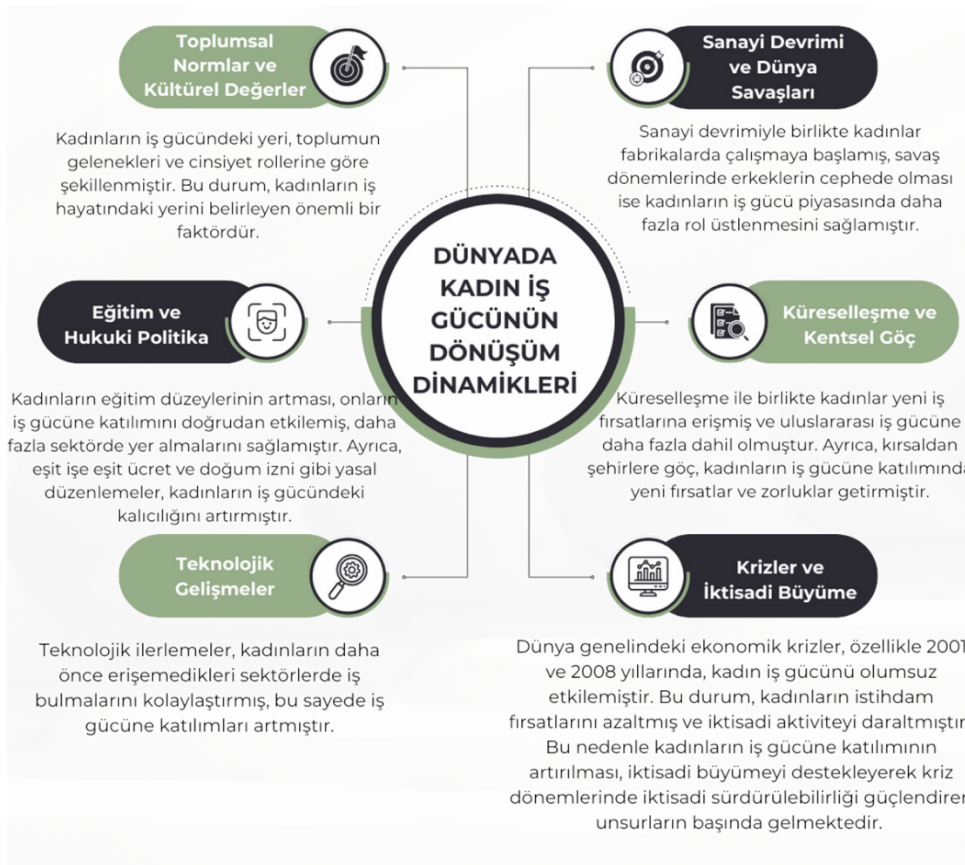 Toplumsal
Normlar ve
Kültürel Değerler
Kadınların iş gücündeki yeri, toplumun
gelenekleri ve cinsiyet rollerine göre
şekillenmiştir. Bu durum, kadınların iş
hayatındaki yerini belirleyen önemli bir
faktördür.
Sanayi Devrimi
ve Dünya
Savaşları
Sanayi devrimiyle birlikte kadınlar
fabrikalarda çalışmaya başlamış, savaş
dönemlerinde erkeklerin cephede olması
ise kadınların iş gücü piyasasında daha
fazla rol üstlenmesini sağlamıştır.
DÜNYADA
KADIN İŞ
GÜCÜNÜN
DÖNÜŞÜM
DİNAMİKLERİ
Eğitim ve
Hukuki Politika
Kadınların eğitim düzeylerinin artması, onların
iş gücüne katılımını doğrudan etkilemiş, daha
fazla sektörde yer almalarını sağlamıştır. Ayrıca,
eşit işe eşit ücret ve doğum izni gibi yasal
düzenlemeler, kadınların iş gücündeki
kalıcılığını artırmıştır.
Küreselleşme ve
Kentsel Göç
Küreselleşme ile birlikte kadınlar yeni iş
fırsatlarına erişmiş ve uluslararası iş gücüne
daha fazla dahil olmuştur. Ayrıca, kırsaldan
şehirlere göç, kadınların iş gücüne katılımında
yeni fırsatlar ve zorluklar getirmiştir.
Teknolojik
Gelişmeler
Teknolojik ilerlemeler, kadınların daha
önce erişemedikleri sektörlerde iş
bulmalarını kolaylaştırmış, bu sayede iş
gücüne katılımları artmıştır.
Krizler ve
İktisadi Büyüme
Dünya genelindeki ekonomik krizler, özellikle 2001
ve 2008 yıllarında, kadın iş gücünü olumsuz
etkilemiştir. Bu durum, kadınların istihdam
fırsatlarını azaltmış ve iktisadi aktiviteyi daraltmıştır
Bu nedenle kadınların iş gücüne katılımının
artırılması, iktisadi büyümeyi destekleyerek kriz
dönemlerinde iktisadi sürdürülebilirliği güçlendiren
unsurların başında gelmektedir.